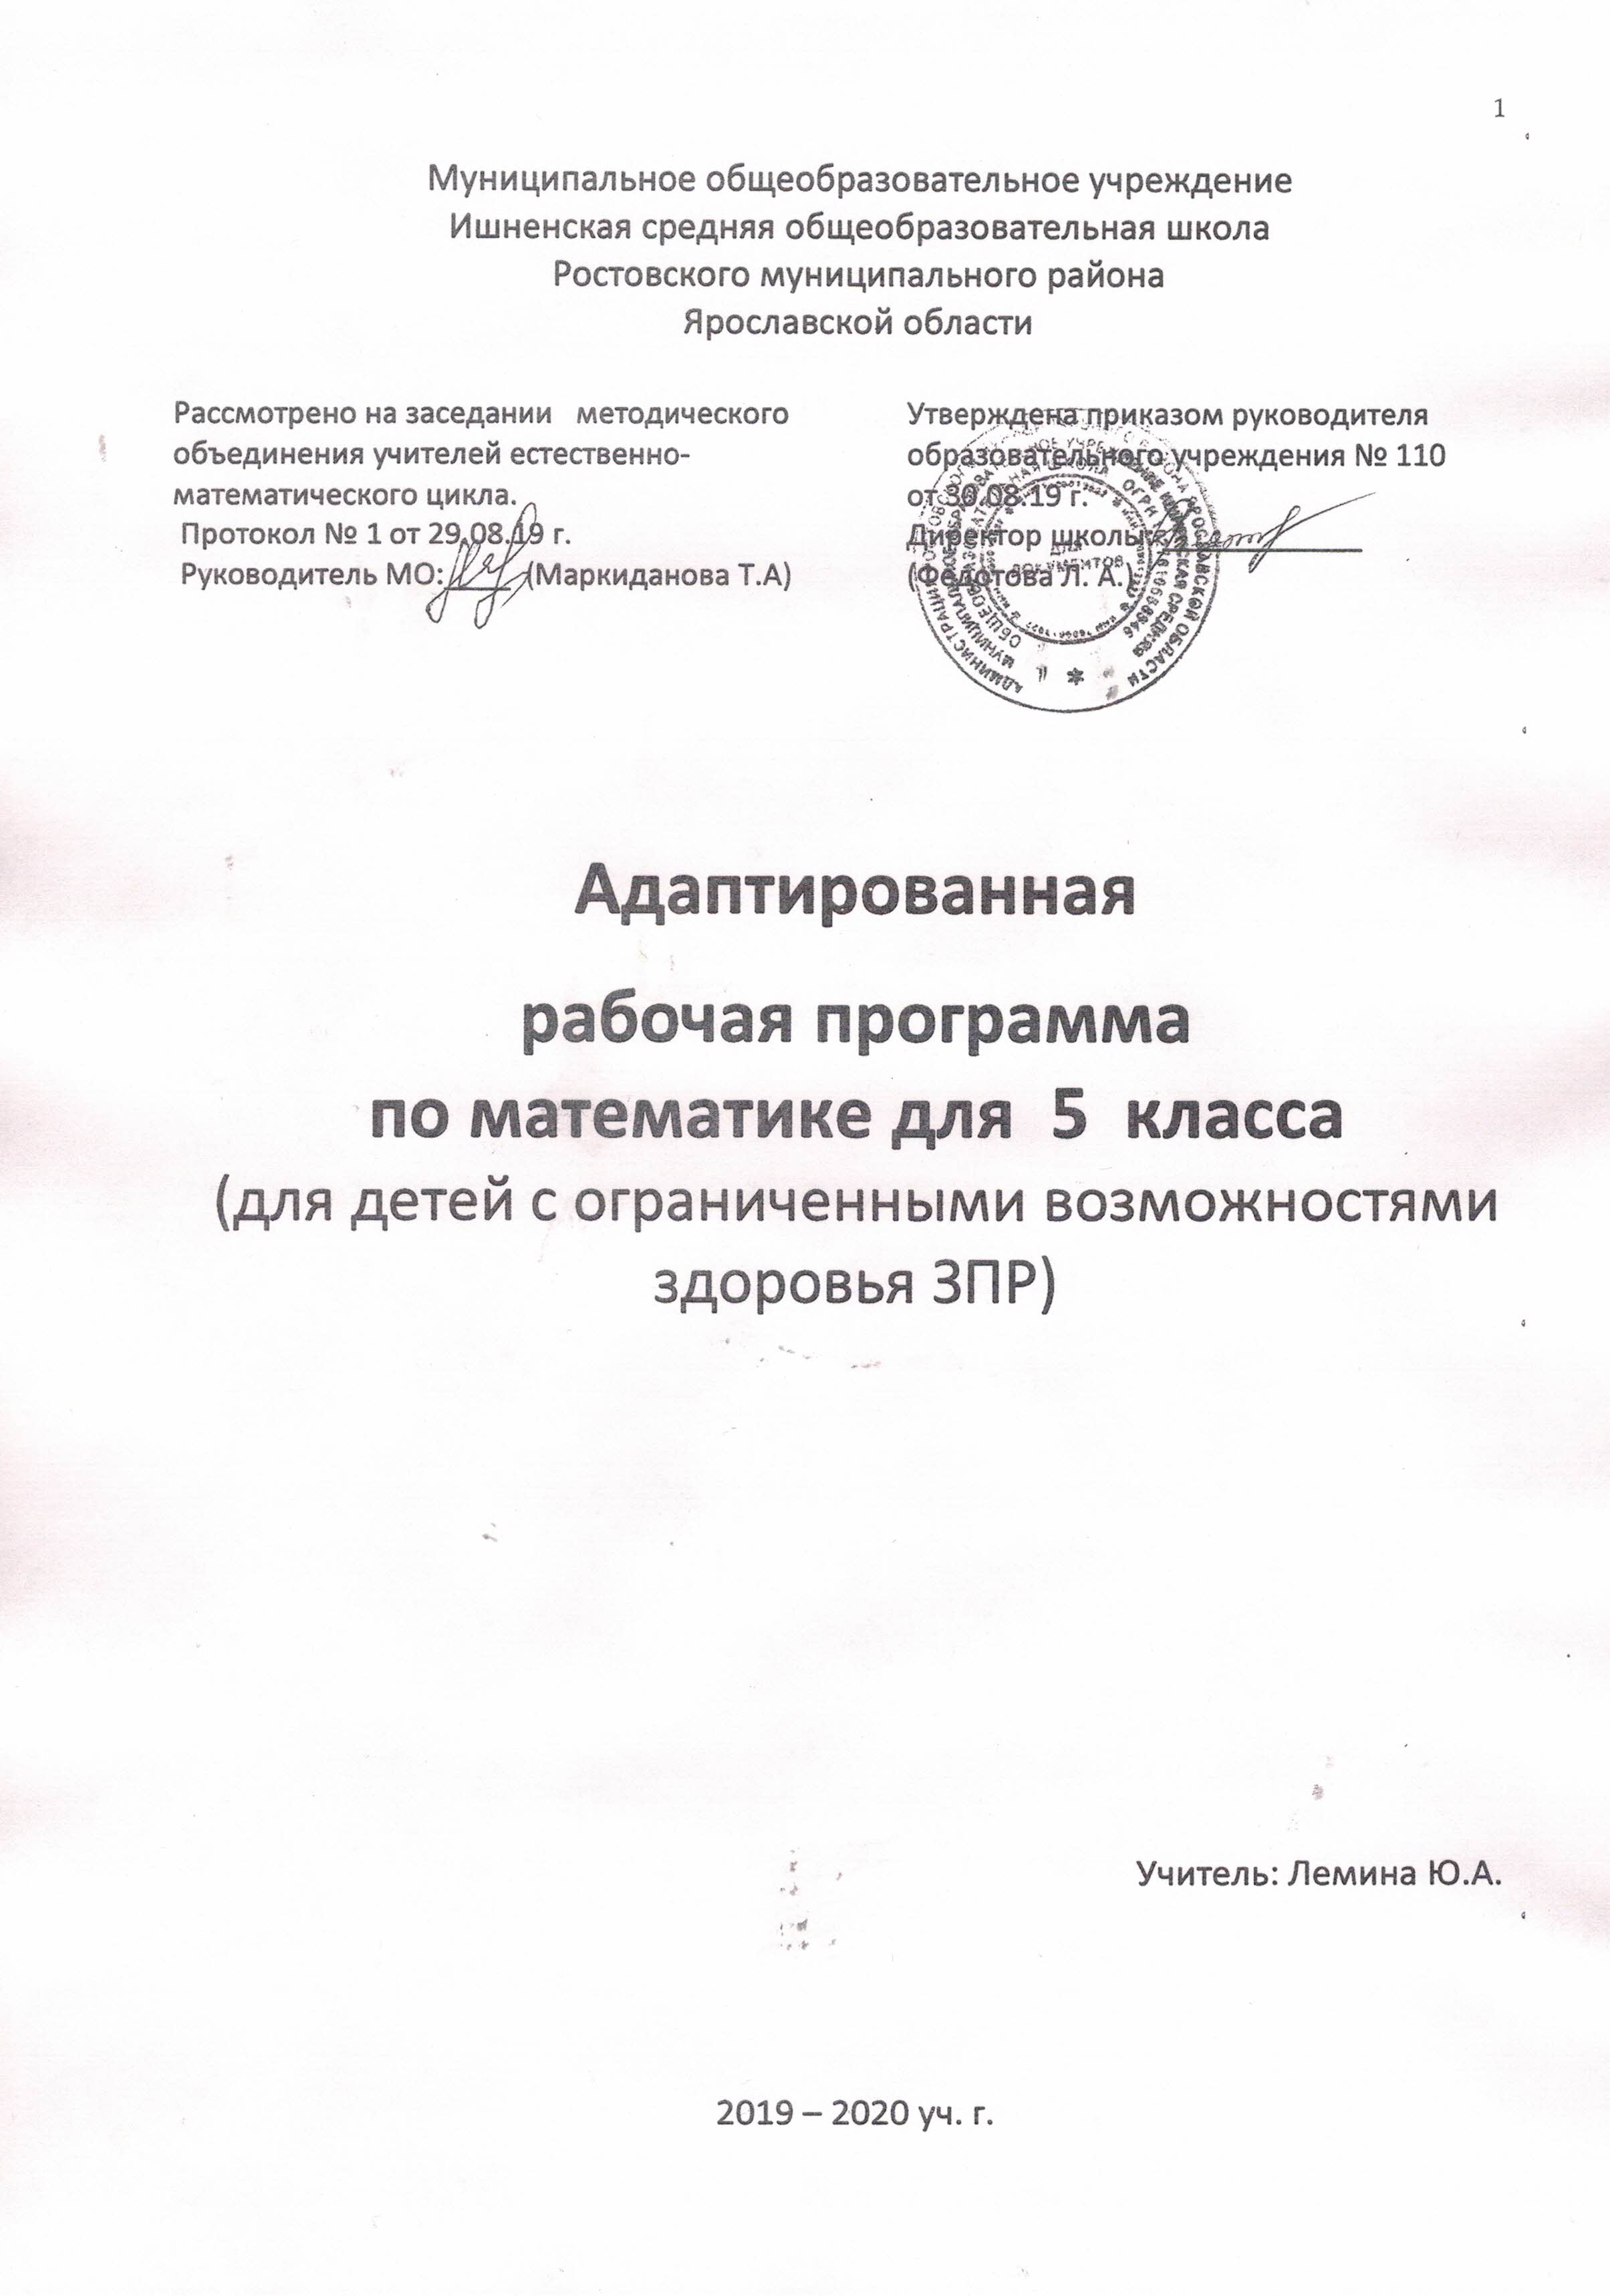 1
Муниципальное общеобразовательное учреждение
Ишненская средняя общеобразовательная школа
Ростовского муниципального района
Ярославской области
Рассмотрено на заседании методического
объединения учителей естественно-
математического цикла.
Протокол № 1 от 29.08.19 г.
Руководитель МО: (Маркиданова Т.А)
Утверждена приказом руководителя
образовательного учреждения № 110
от 30.08.19 г.
Директор школы
(Федотова Л. А.)
Адаптированная
рабочая программа
по математике для 5 класса
(для детей с ограниченными возможностями
здоровья ЗПР)
Учитель: Лемина Ю.А.
2019 – 2020 уч. г.